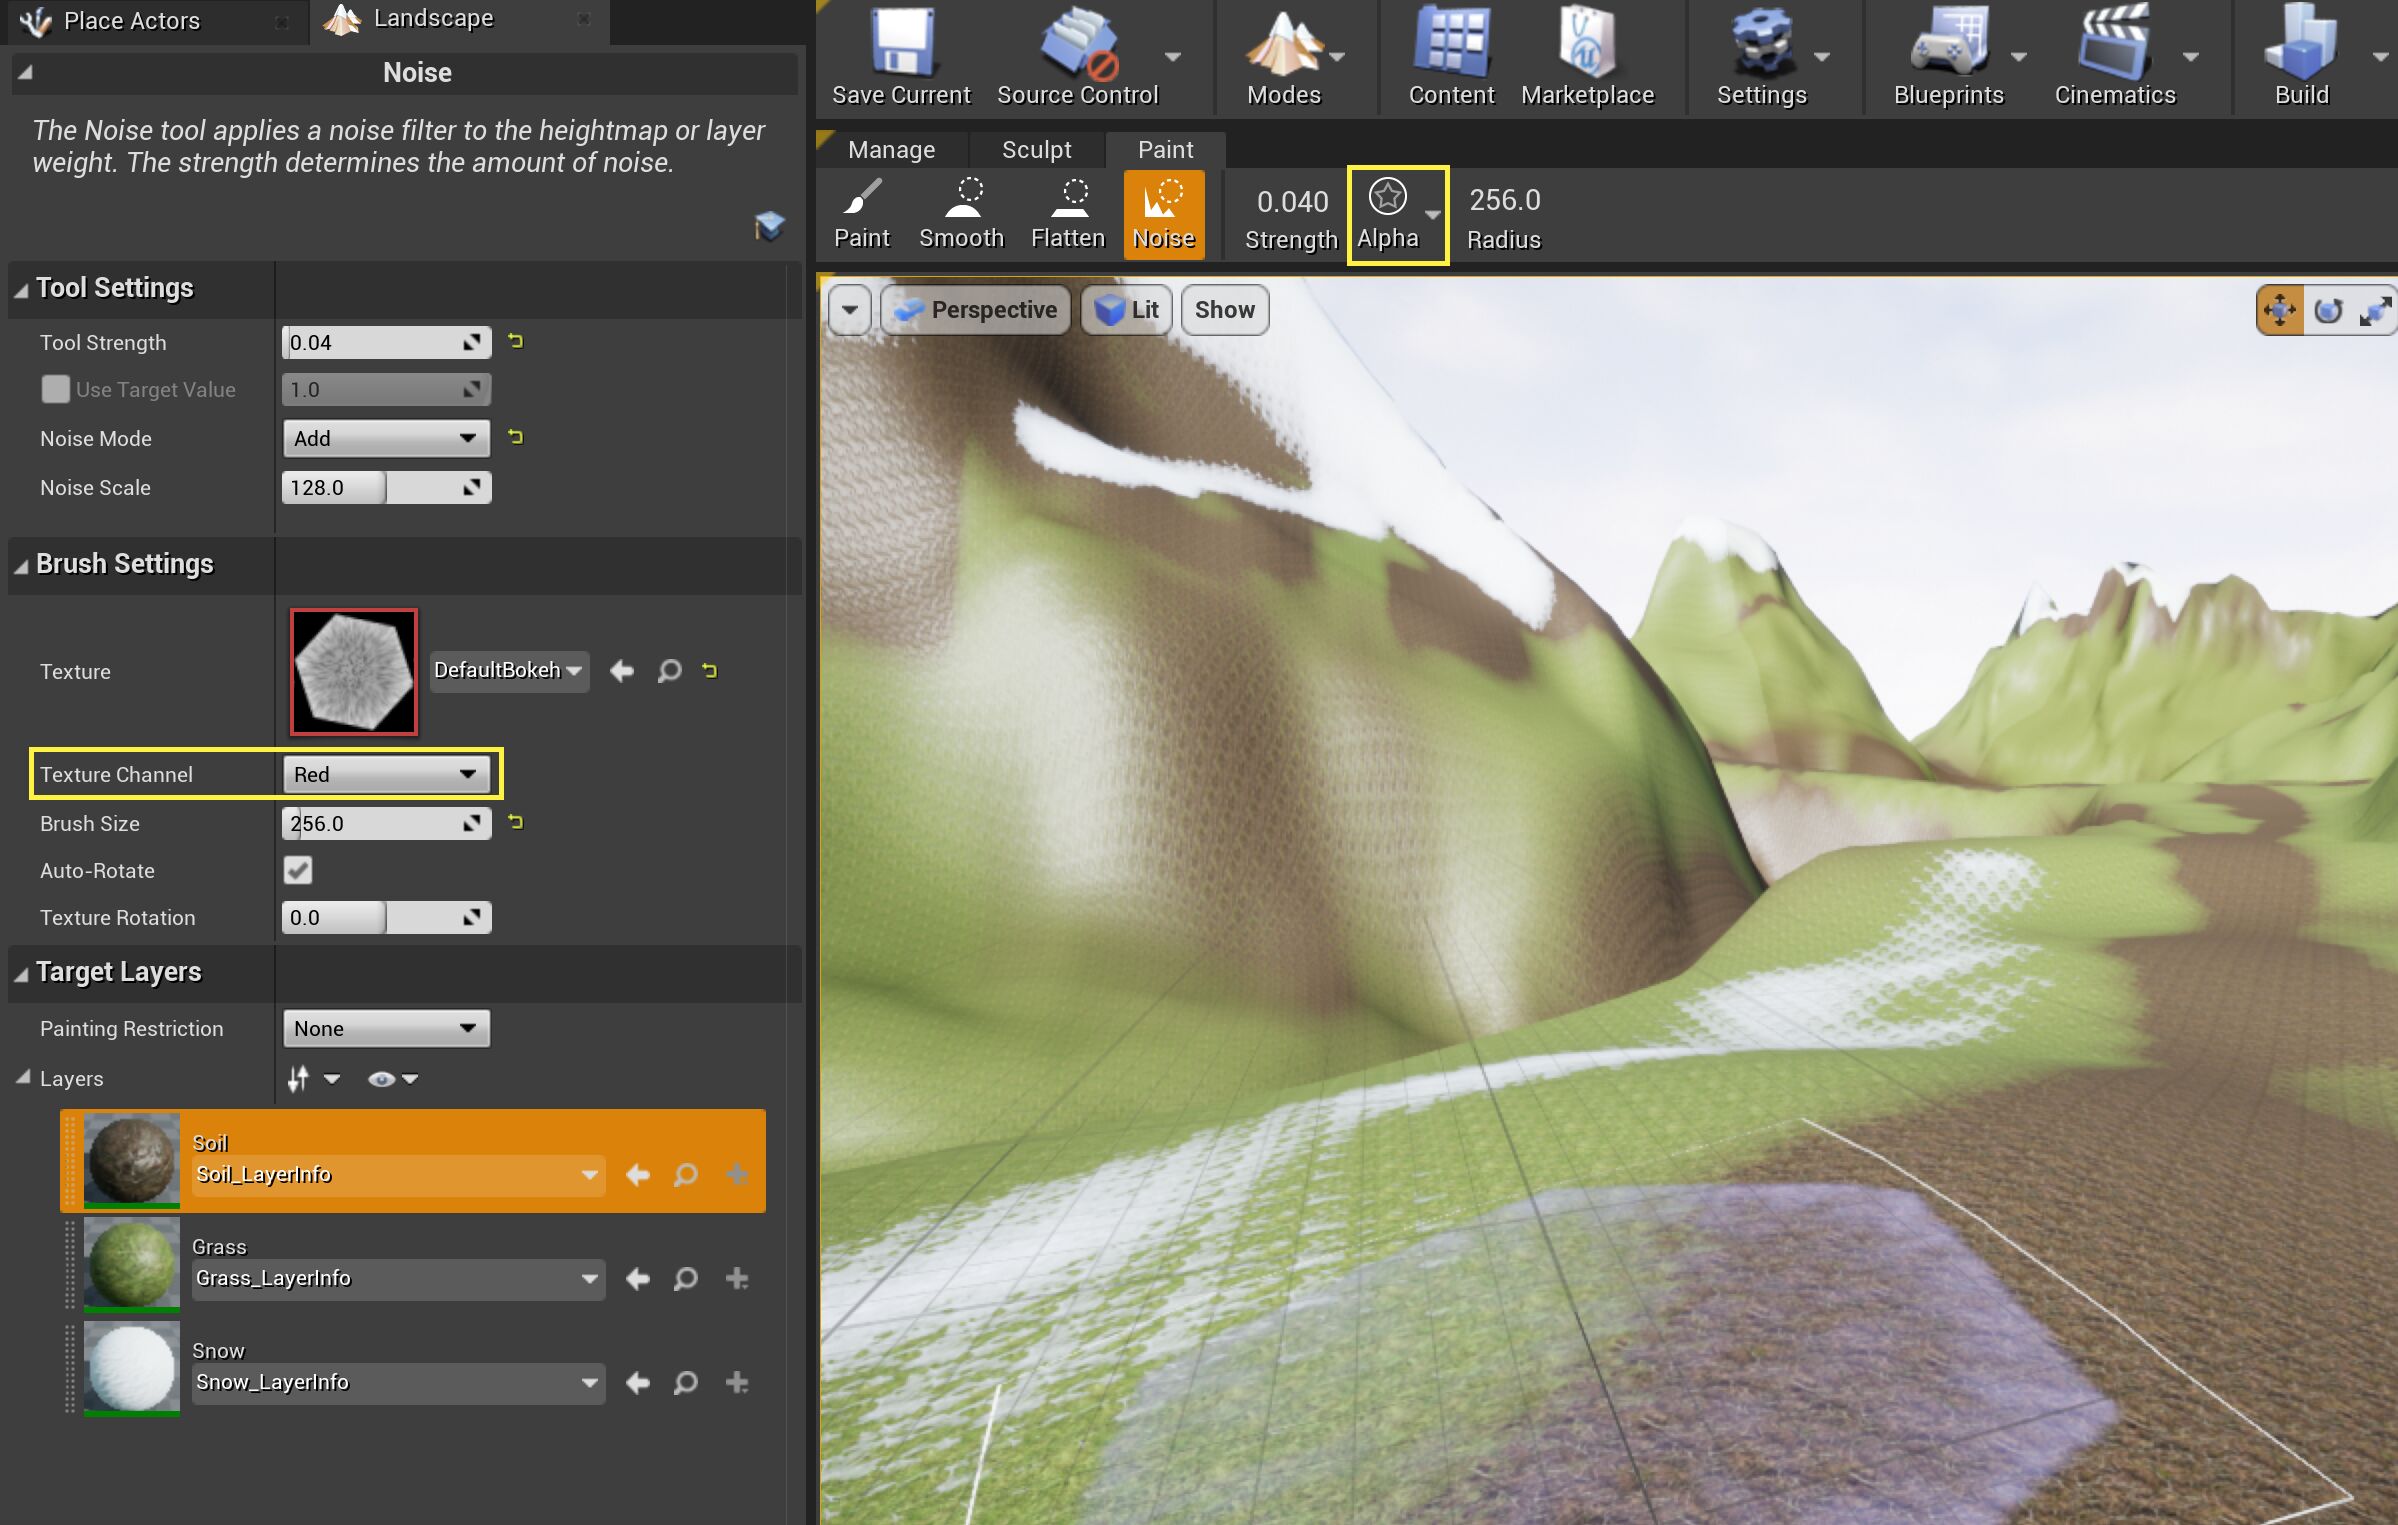 Place Actors
Landscape
Noise
The Noise tool applies a noise filter to the heightmap or layer
weight. The strength determines the amount of noise.
Tool Settings
Tool Strength
0.04
Use Target Value
1.0
Noise Mode
Add
Noise Scale
128.0
Brush Settings
Texture
DefaultBokeh
Texture Channel
Red
Brush Size
256.0
Auto-Rotate
Texture Rotation
0.0
Target Layers
Painting Restriction
None
Layers
Soil
Soil_LayerInfo
Grass
Grass_LayerInfo
Snow
Snow_LayerInfo
Save Current
Source Control
Modes
Content
Marketplace
Settings
Blueprints
Cinematics
Build
Manage
Sculpt
Paint
Paint
Smooth
Flatten
Noise
0.040
Strength
Alpha
256.0
Radius
Perspective
Lit
Show